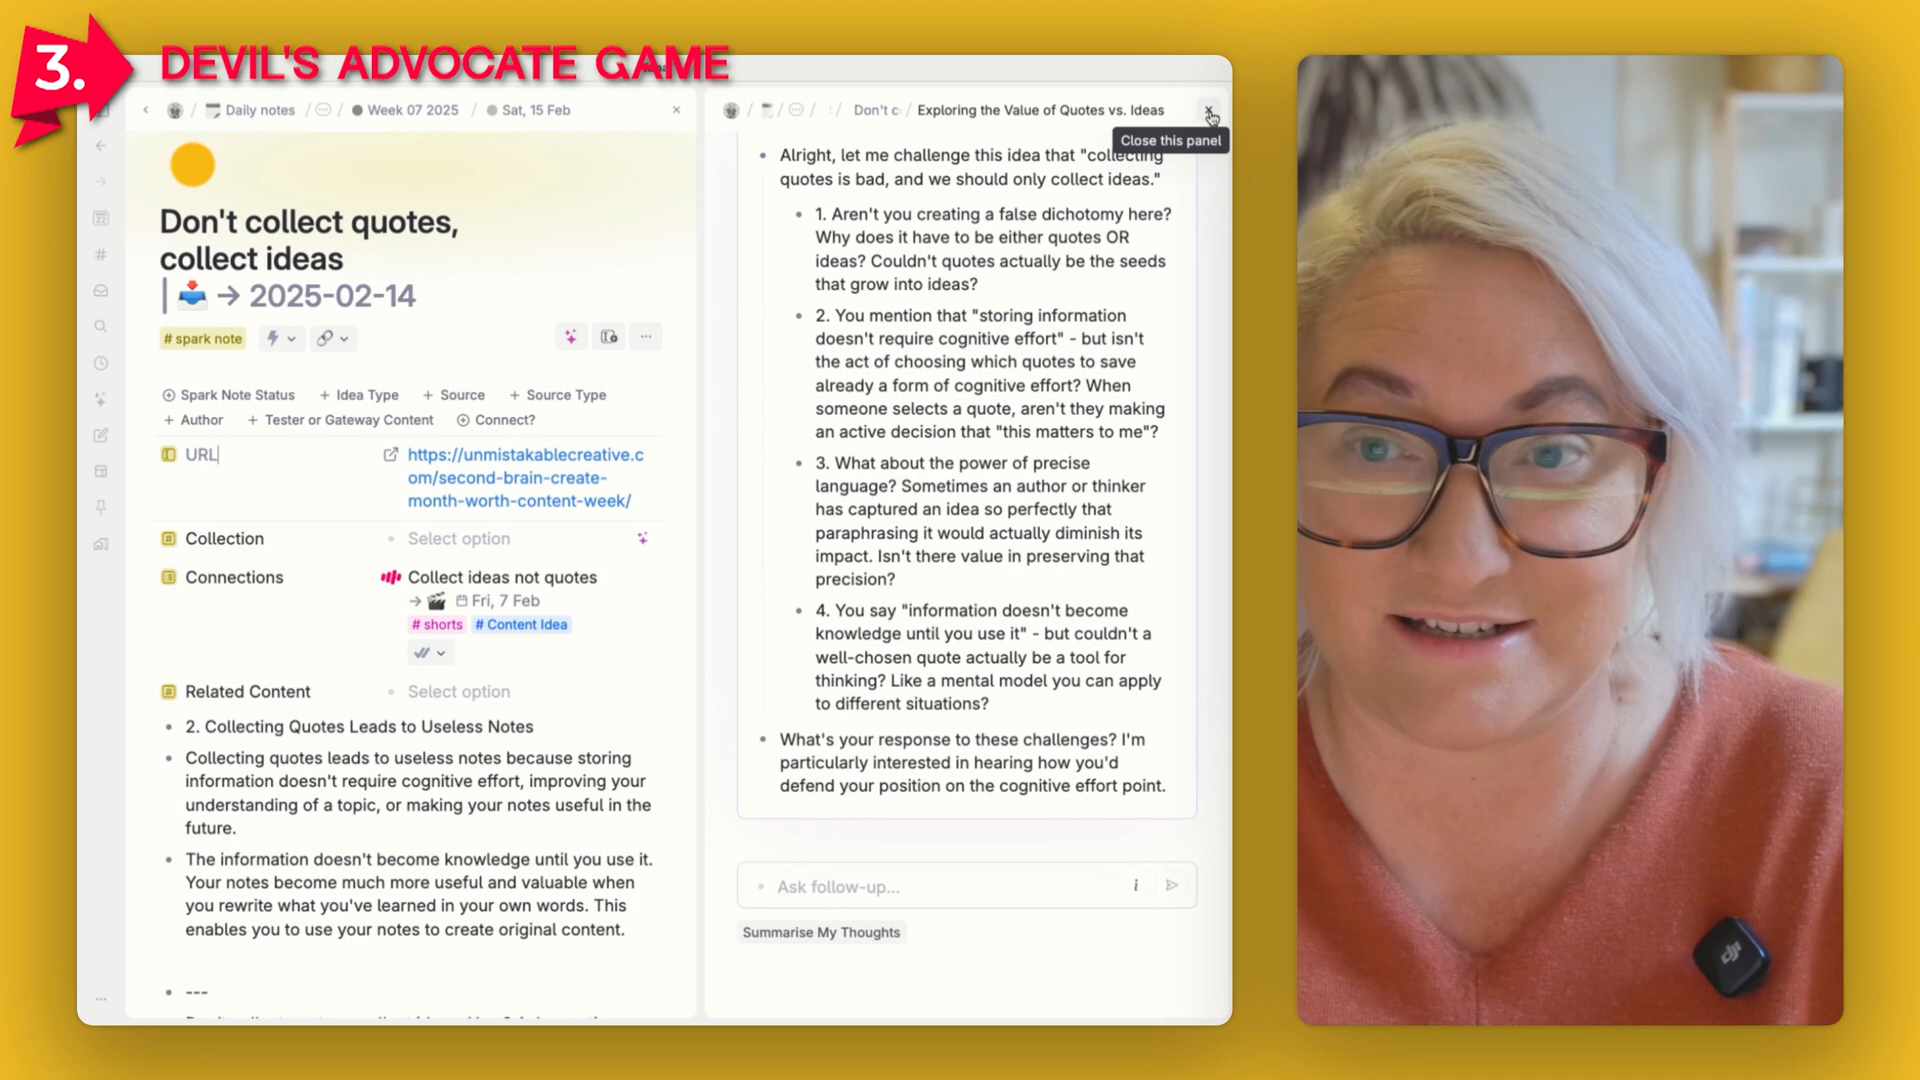 3.
DEVIL'S ADVOCATE GAME
Daily notes / / Week 07 2025 / Sat, 15 Feb
Don't collect quotes,
collect ideas
→ 2025-02-14
# spark note
Spark Note Status + Idea Type + Source + Source Type
+ Author + Tester or Gateway Content Connect?
URL
https://unmistakablecreative.c
om/second-brain-create-
month-worth-content-week/
Collection
Select option
Connections
Collect ideas not quotes
→ Fri, 7 Feb
# shorts # Content Idea
Related Content
Select option
2. Collecting Quotes Leads to Useless Notes
Collecting quotes leads to useless notes because storing
information doesn't require cognitive effort, improving your
understanding of a topic, or making your notes useful in the
future.
The information doesn't become knowledge until you use it.
Your notes become much more useful and valuable when
you rewrite what you've learned in your own words. This
enables you to use your notes to create original content.
---
/ / / Don't c / Exploring the Value of Quotes vs. Ideas
Close this panel
Alright, let me challenge this idea that "collecting
quotes is bad, and we should only collect ideas."
1. Aren't you creating a false dichotomy here?
Why does it have to be either quotes OR
ideas? Couldn't quotes actually be the seeds
that grow into ideas?
2. You mention that "storing information
doesn't require cognitive effort" - but isn't
the act of choosing which quotes to save
already a form of cognitive effort? When
someone selects a quote, aren't they making
an active decision that "this matters to me"?
3. What about the power of precise
language? Sometimes an author or thinker
has captured an idea so perfectly that
paraphrasing it would actually diminish its
impact. Isn't there value in preserving that
precision?
4. You say "information doesn't become
knowledge until you use it" - but couldn't a
well-chosen quote actually be a tool for
thinking? Like a mental model you can apply
to different situations?
What's your response to these challenges? I'm
particularly interested in hearing how you'd
defend your position on the cognitive effort point.
Ask follow-up...
i
Summarise My Thoughts
dji